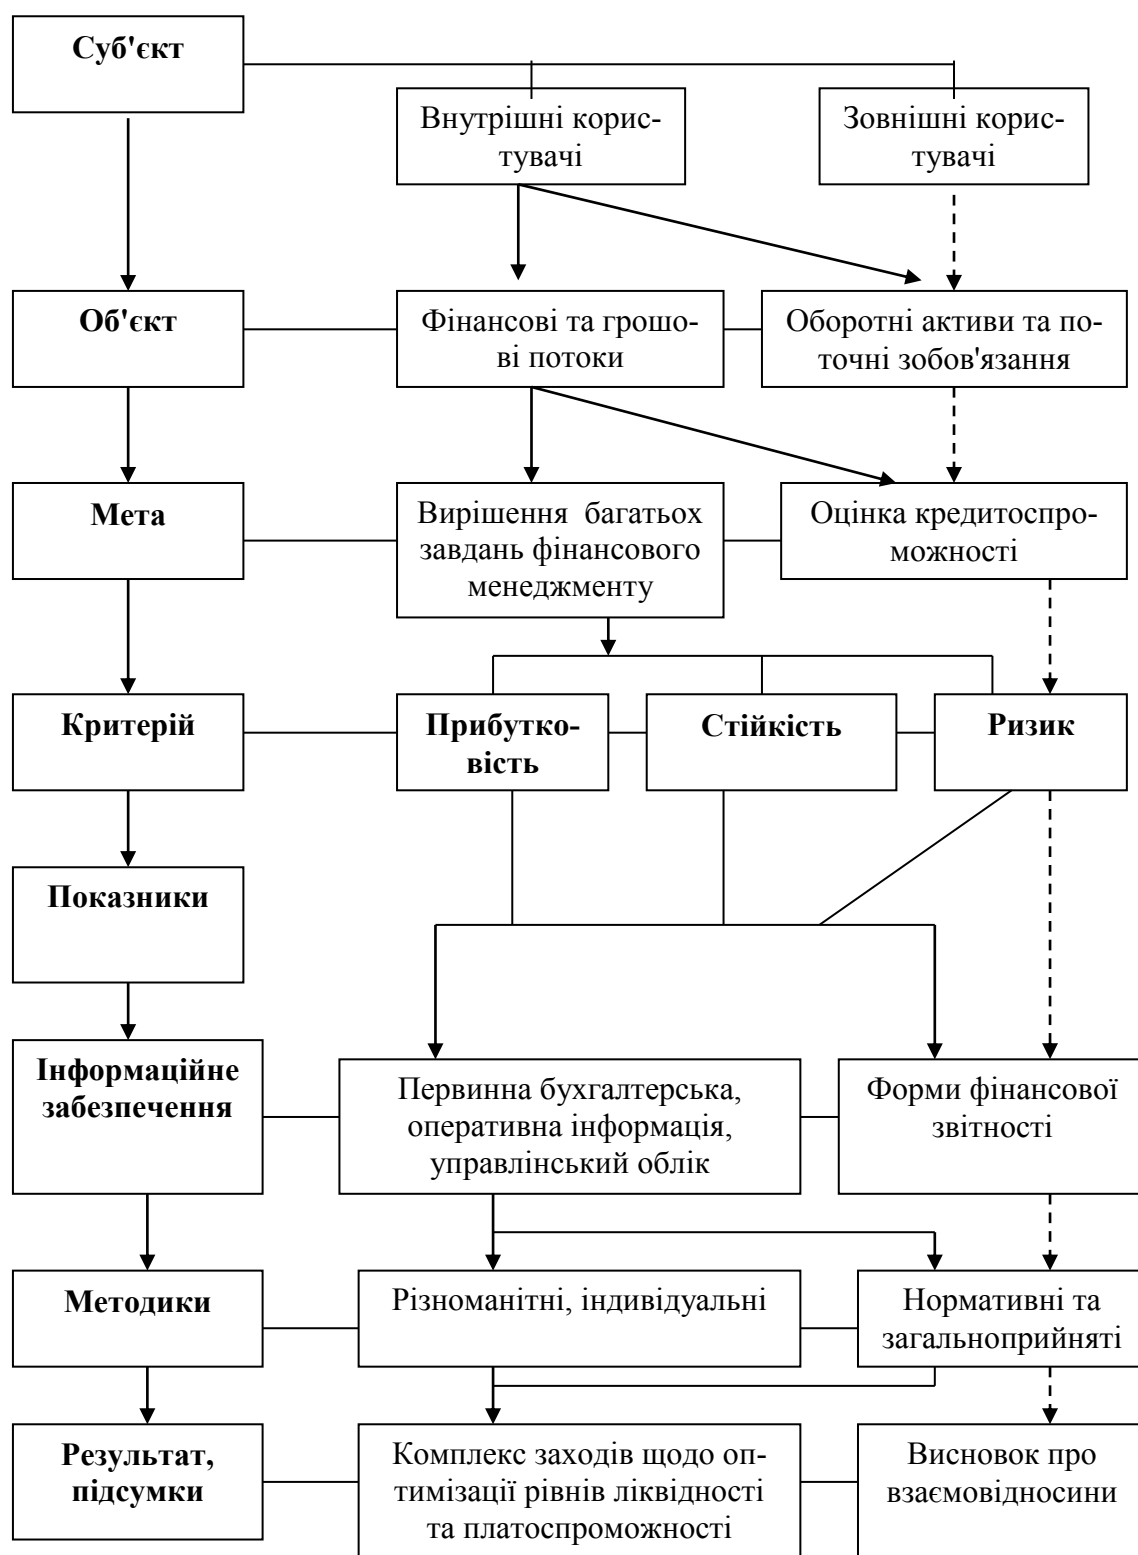 Суб'єкт
Внутрішні корис-
тувачі
Зовнішні корис-
тувачі
Об'єкт
Фінансові та грошо-
ві потоки
Оборотні активи та по-
точні зобов'язання
Мета
Вирішення багатьох
завдань фінансового
менеджменту
Оцінка кредитоспро-
можності
Критерій
Прибутко-
вість
Стійкість
Ризик
Показники
Інформаційне
забезпечення
Первинна бухгалтерська,
оперативна інформація,
управлінський облік
Форми фінансової
звітності
Методики
Різноманітні, індивідуальні
Нормативні та
загальноприйняті
Результат,
підсумки
Комплекс заходів щодо оп-
тимізації рівнів ліквідності
та платоспроможності
Висновок про
взаємовідносини